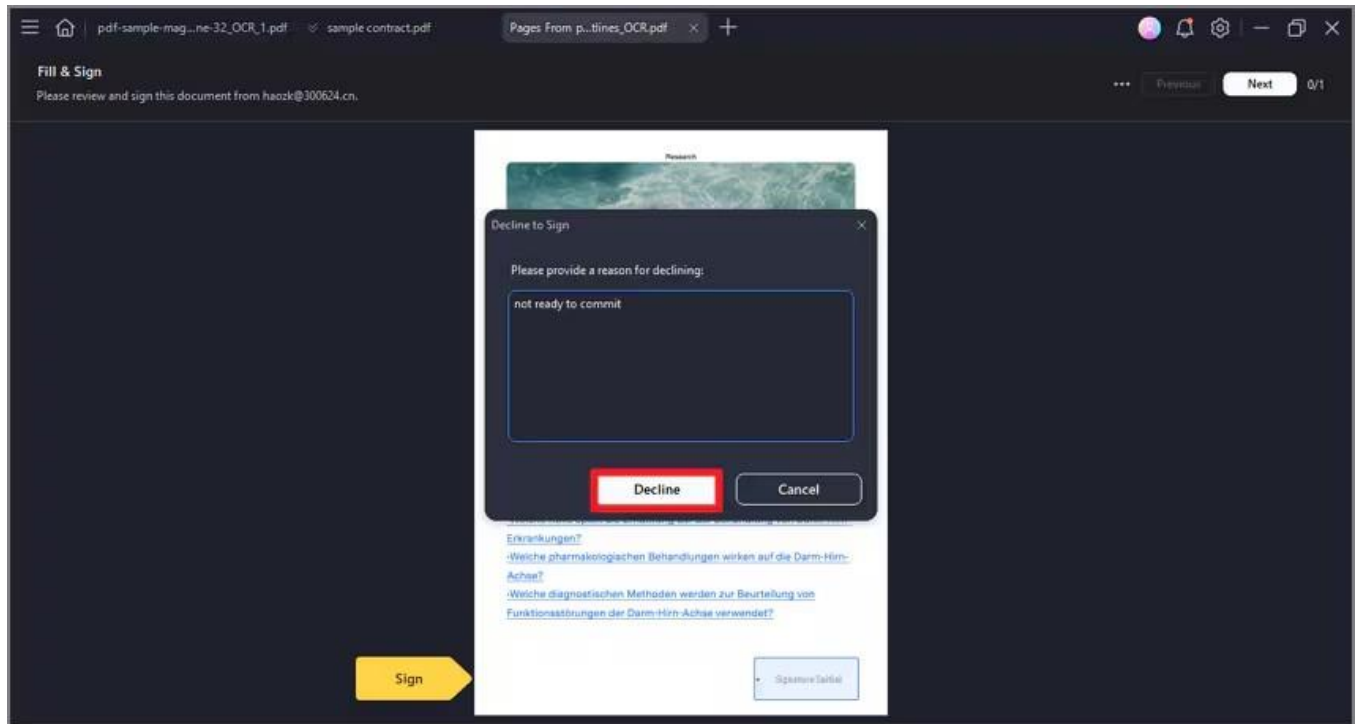 pdf-sample-mag...ne-32_OCR_1.pdf sample contract.pdf Pages From p...tlines_OCR.pdf
Fill & Sign
Please review and sign this document from haozk@300624.cn.
Previous Next 0/1
Research
Decline to Sign
Please provide a reason for declining:
not ready to commit
Decline Cancel
Erkrankungen?
-Welche pharmakologischen Behandlungen wirken auf die Darm-Hirn-
Achse?
-Welche diagnostischen Methoden werden zur Beurteilung von
Funktionsstörungen der Darm-Hirn-Achse verwendet?
Sign